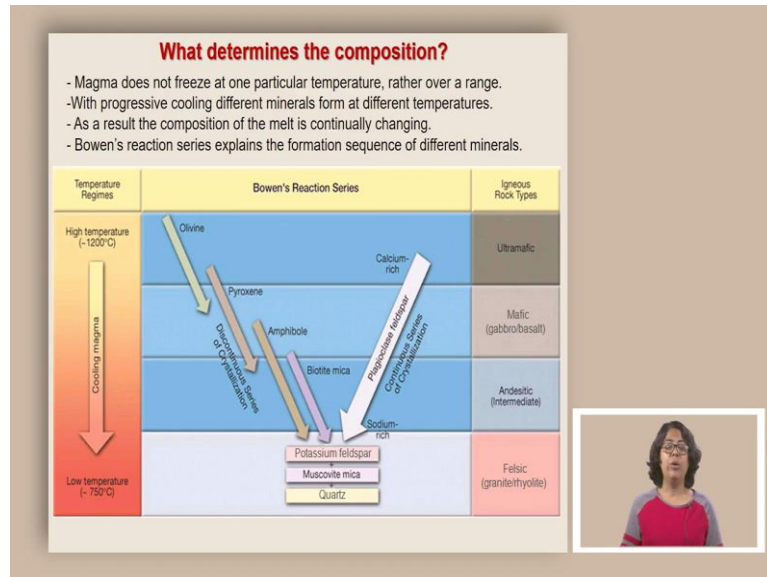 What determines the composition?
- Magma does not freeze at one particular temperature, rather over a range.
-With progressive cooling different minerals form at different temperatures.
- As a result the composition of the melt is continually changing.
- Bowen's reaction series explains the formation sequence of different minerals.
Temperature
Regimes
Bowen's Reaction Series
Igneous
Rock Types
High temperature
(~1200°C)
Cooling magma
Low temperature
(~ 750°C)
Olivine
Pyroxene
Amphibole
Biotite mica
Discontinuous Series
of Crystallization
Calcium-
rich
Plagioclase feldspar
Continuous Series
of Crystallization
Sodium-
rich
Potassium feldspar
+
Muscovite mica
+
Quartz
Ultramafic
Mafic
(gabbro/basalt)
Andesitic
(Intermediate)
Felsic
(granite/rhyolite)